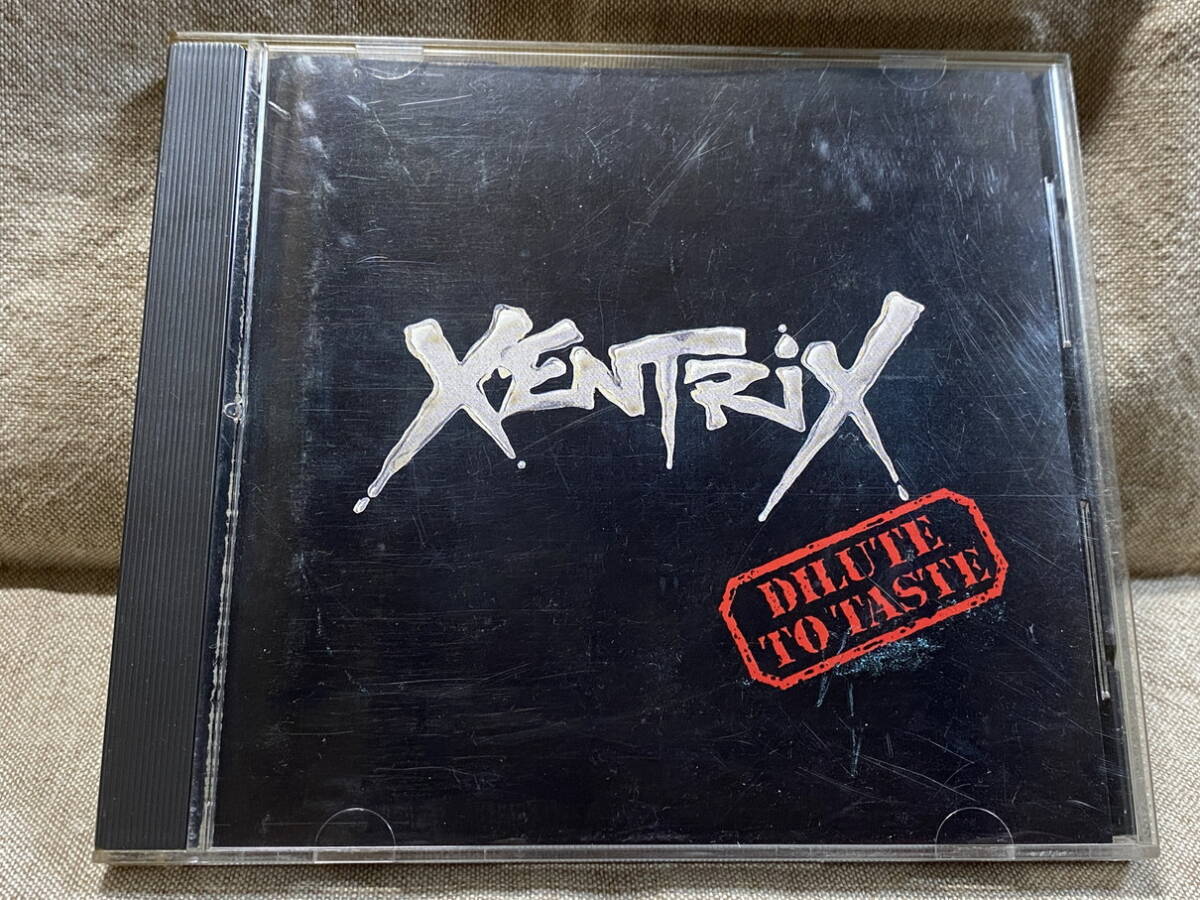 XENTRiX
DILUTE
TO TASTE